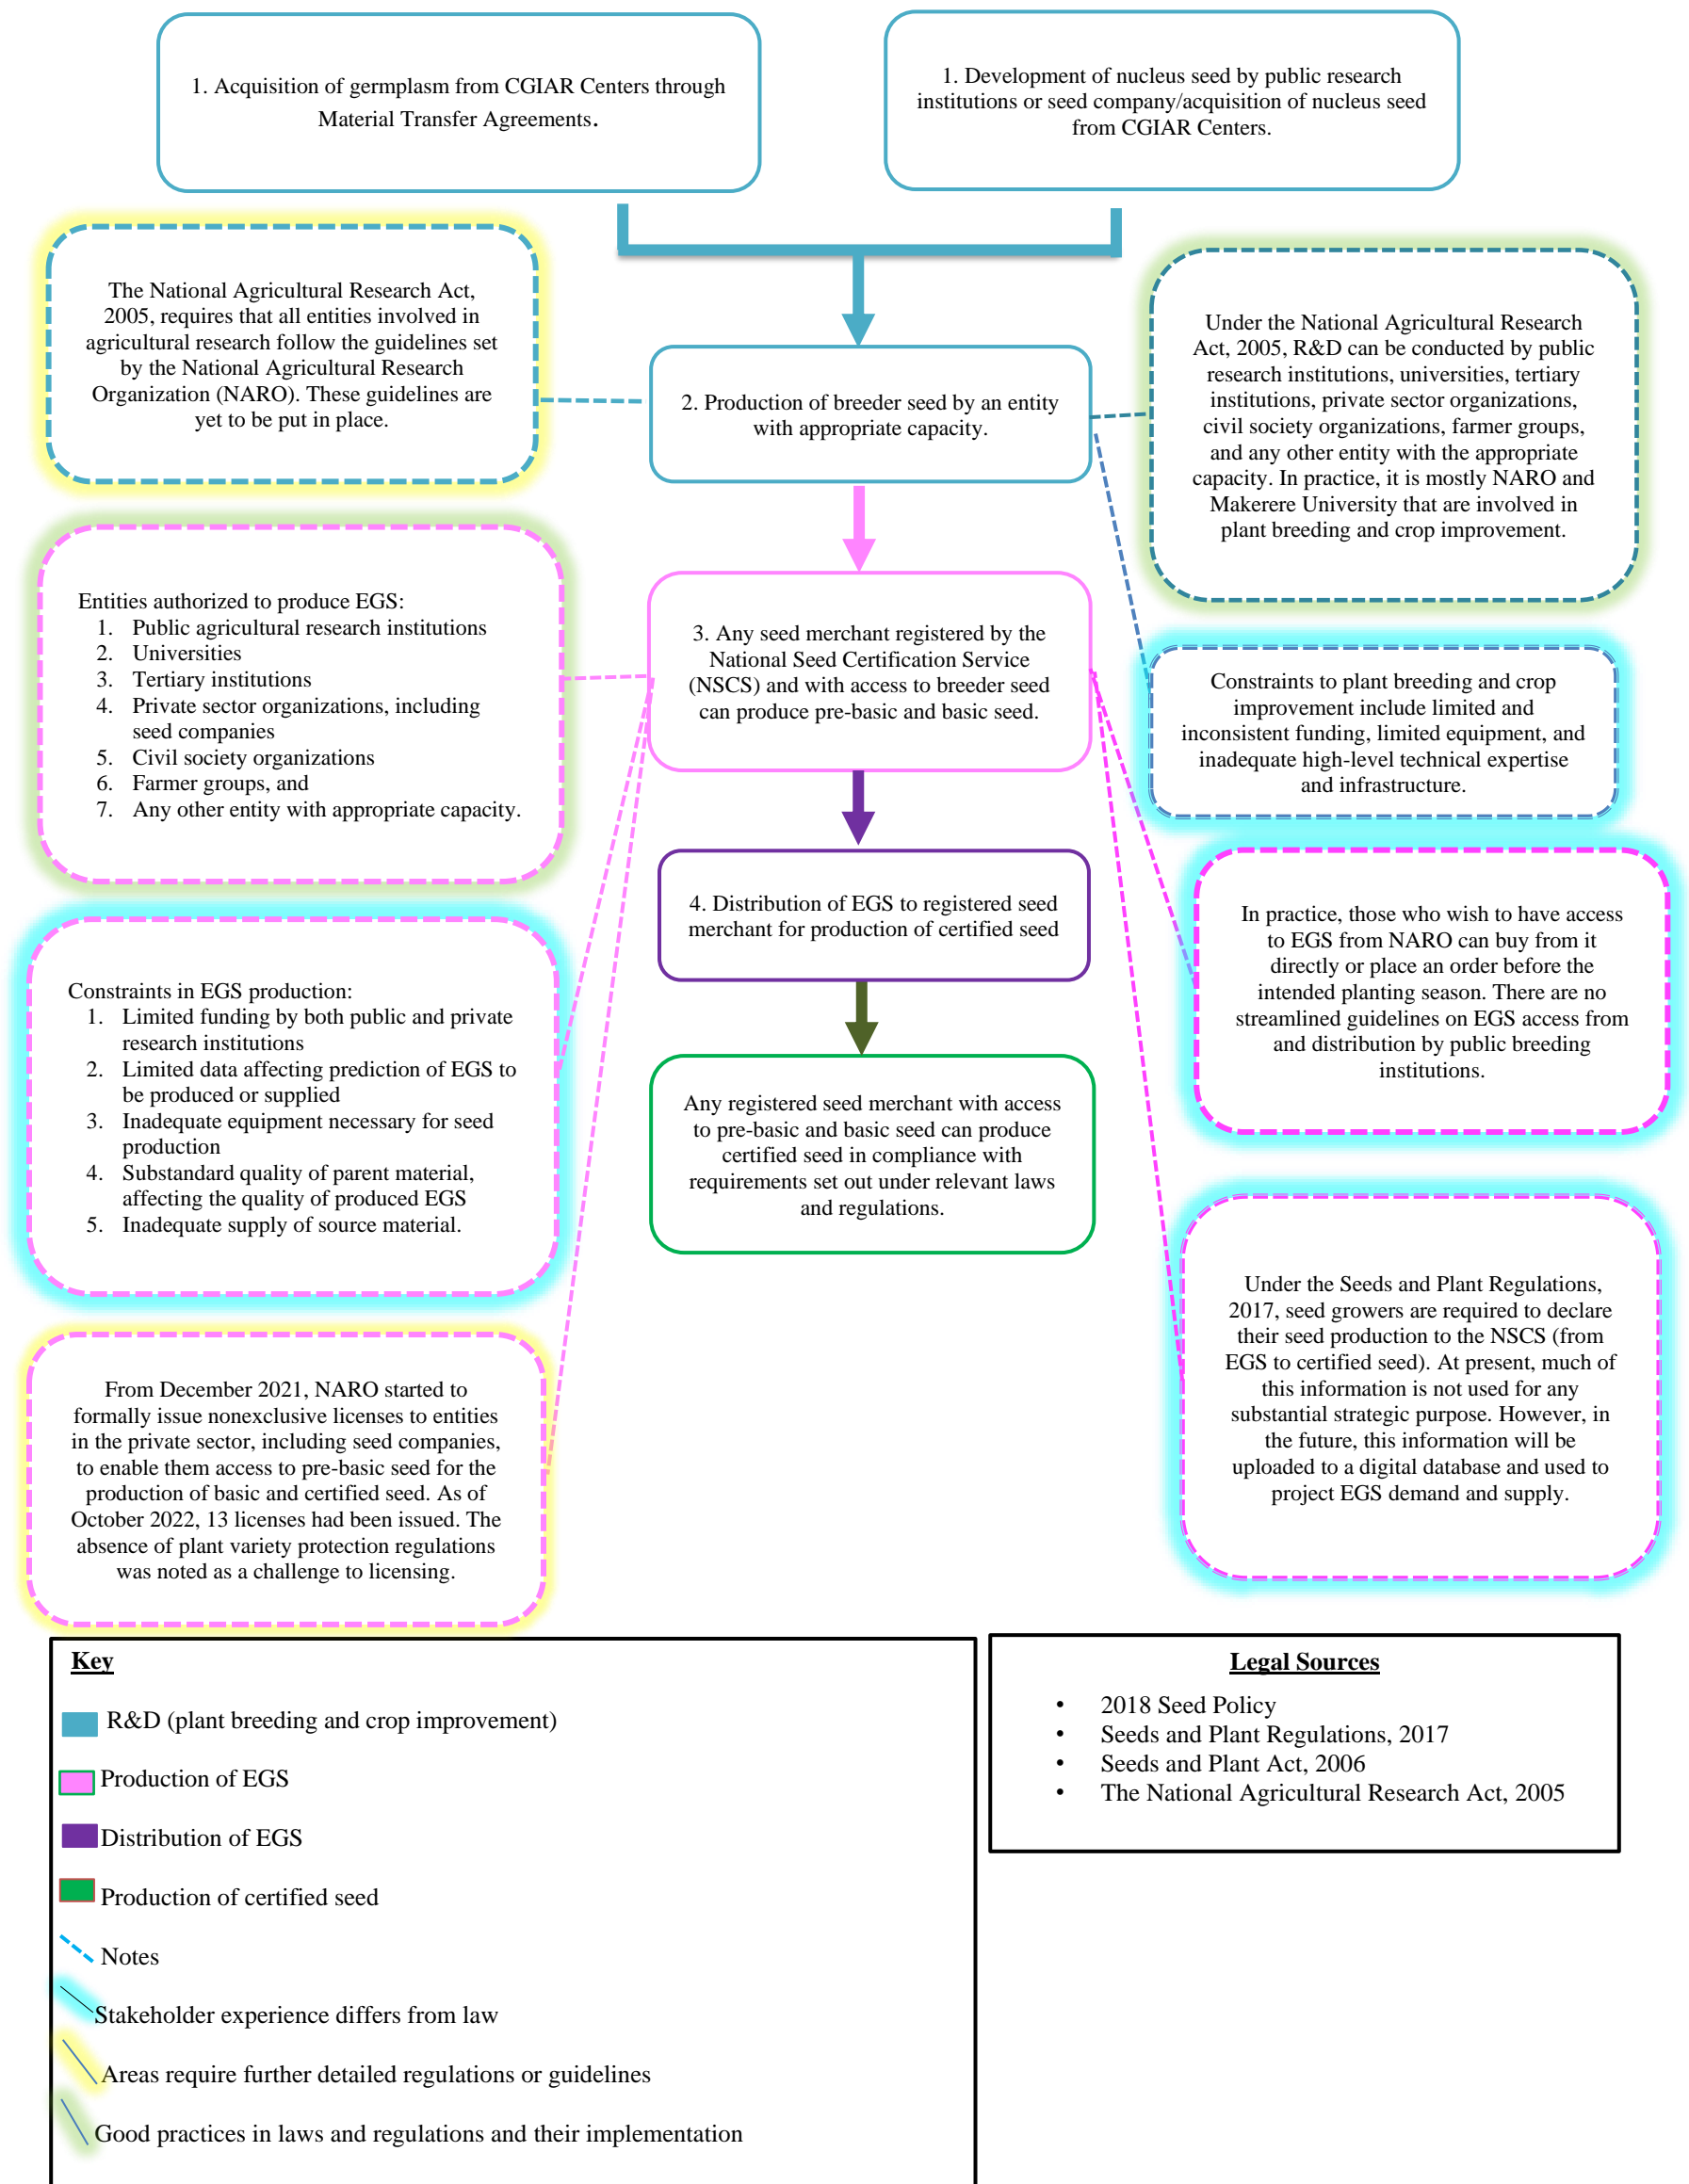 1. Acquisition of germplasm from CGIAR Centers through
Material Transfer Agreements.
1. Development of nucleus seed by public research
institutions or seed company/acquisition of nucleus seed
from CGIAR Centers.
The National Agricultural Research Act,
2005, requires that all entities involved in
agricultural research follow the guidelines set
by the National Agricultural Research
Organization (NARO). These guidelines are
yet to be put in place.
2. Production of breeder seed by an entity
with appropriate capacity.
Under the National Agricultural Research
Act, 2005, R&D can be conducted by public
research institutions, universities, tertiary
institutions, private sector organizations,
civil society organizations, farmer groups,
and any other entity with the appropriate
capacity. In practice, it is mostly NARO and
Makerere University that are involved in
plant breeding and crop improvement.
Entities authorized to produce EGS:
1. Public agricultural research institutions
2. Universities
3. Tertiary institutions
4. Private sector organizations, including
seed companies
5. Civil society organizations
6. Farmer groups, and
7. Any other entity with appropriate capacity.
3. Any seed merchant registered by the
National Seed Certification Service
(NSCS) and with access to breeder seed
can produce pre-basic and basic seed.
Constraints to plant breeding and crop
improvement include limited and
inconsistent funding, limited equipment, and
inadequate high-level technical expertise
and infrastructure.
4. Distribution of EGS to registered seed
merchant for production of certified seed
In practice, those who wish to have access
to EGS from NARO can buy from it
directly or place an order before the
intended planting season. There are no
streamlined guidelines on EGS access from
and distribution by public breeding
institutions.
Constraints in EGS production:
1. Limited funding by both public and private
research institutions
2. Limited data affecting prediction of EGS to
be produced or supplied
3. Inadequate equipment necessary for seed
production
4. Substandard quality of parent material,
affecting the quality of produced EGS
5. Inadequate supply of source material.
Any registered seed merchant with access
to pre-basic and basic seed can produce
certified seed in compliance with
requirements set out under relevant laws
and regulations.
Under the Seeds and Plant Regulations,
2017, seed growers are required to declare
their seed production to the NSCS (from
EGS to certified seed). At present, much of
this information is not used for any
substantial strategic purpose. However, in
the future, this information will be
uploaded to a digital database and used to
project EGS demand and supply.
From December 2021, NARO started to
formally issue nonexclusive licenses to entities
in the private sector, including seed companies,
to enable them access to pre-basic seed for the
production of basic and certified seed. As of
October 2022, 13 licenses had been issued. The
absence of plant variety protection regulations
was noted as a challenge to licensing.
Key
R&D (plant breeding and crop improvement)
Production of EGS
Distribution of EGS
Production of certified seed
Notes
Stakeholder experience differs from law
Areas require further detailed regulations or guidelines
Good practices in laws and regulations and their implementation
Legal Sources
• 2018 Seed Policy
• Seeds and Plant Regulations, 2017
• Seeds and Plant Act, 2006
• The National Agricultural Research Act, 2005